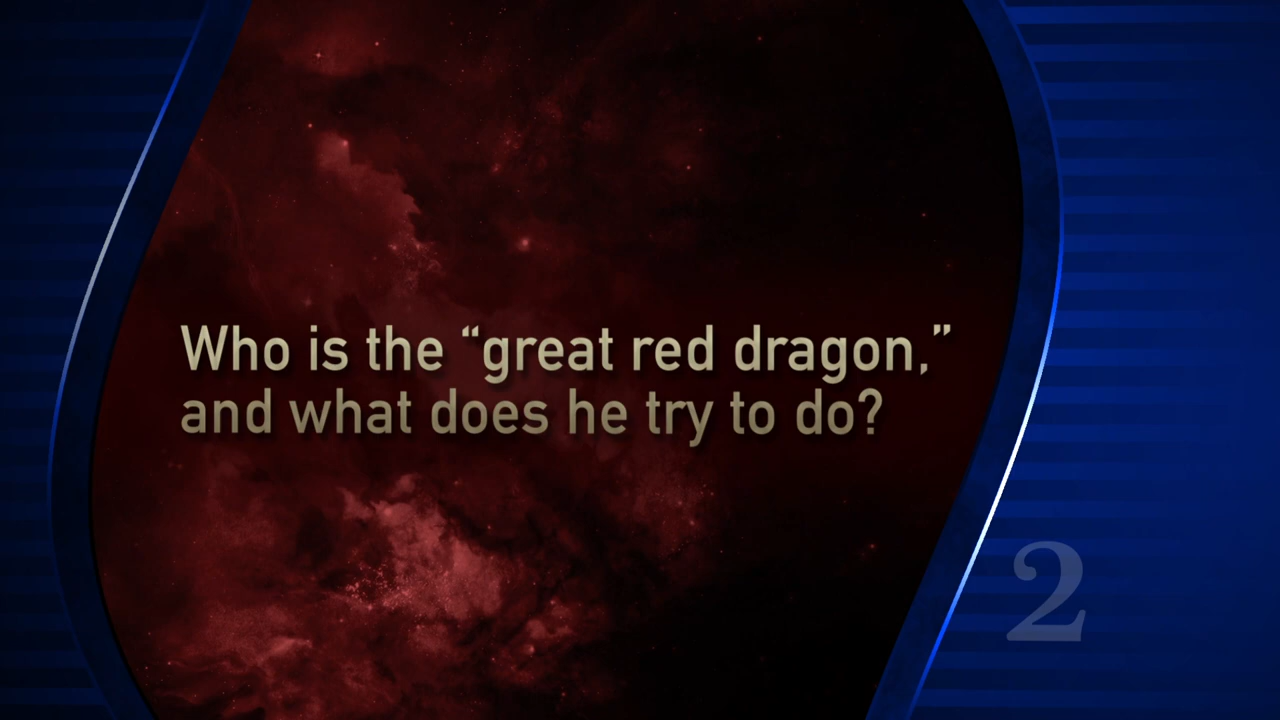 Who is the “great red dragon,”
and what does he try to do?
2